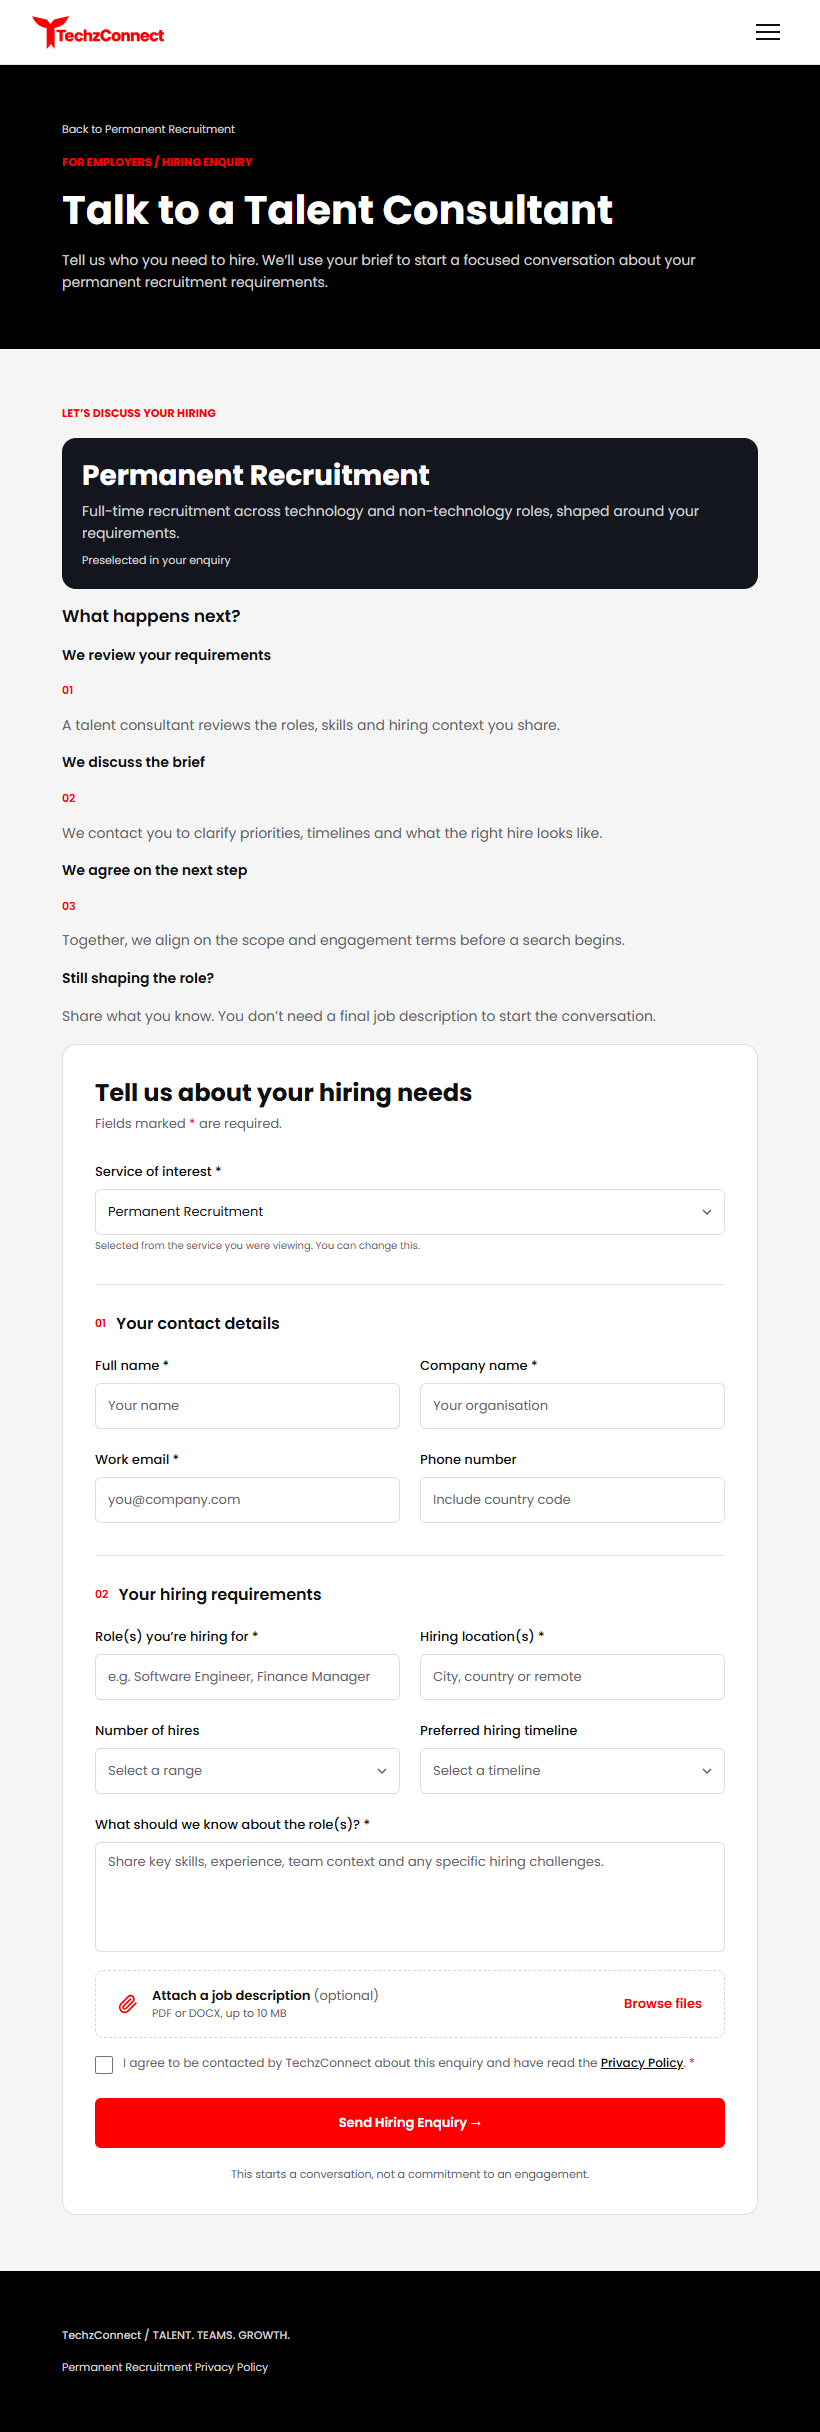 TechzConnect
Back to Permanent Recruitment
FOR EMPLOYERS / HIRING ENQUIRY
Talk to a Talent Consultant
Tell us who you need to hire. We’ll use your brief to start a focused conversation about your
permanent recruitment requirements.
LET’S DISCUSS YOUR HIRING
Permanent Recruitment
Full-time recruitment across technology and non-technology roles, shaped around your
requirements.
Preselected in your enquiry
What happens next?
We review your requirements
01
A talent consultant reviews the roles, skills and hiring context you share.
We discuss the brief
02
We contact you to clarify priorities, timelines and what the right hire looks like.
We agree on the next step
03
Together, we align on the scope and engagement terms before a search begins.
Still shaping the role?
Share what you know. You don’t need a final job description to start the conversation.
Tell us about your hiring needs
Fields marked * are required.
Service of interest *
Permanent Recruitment
Selected from the service you were viewing. You can change this.
01 Your contact details
Full name *
Company name *
Your name
Your organisation
Work email *
Phone number
you@company.com
Include country code
02 Your hiring requirements
Role(s) you’re hiring for *
Hiring location(s) *
e.g. Software Engineer, Finance Manager
City, country or remote
Number of hires
Preferred hiring timeline
Select a range
Select a timeline
What should we know about the role(s)? *
Share key skills, experience, team context and any specific hiring challenges.
Attach a job description (optional)
PDF or DOCX, up to 10 MB
Browse files
I agree to be contacted by TechzConnect about this enquiry and have read the Privacy Policy. *
Send Hiring Enquiry →
This starts a conversation, not a commitment to an engagement.
TechzConnect / TALENT. TEAMS. GROWTH.
Permanent Recruitment Privacy Policy